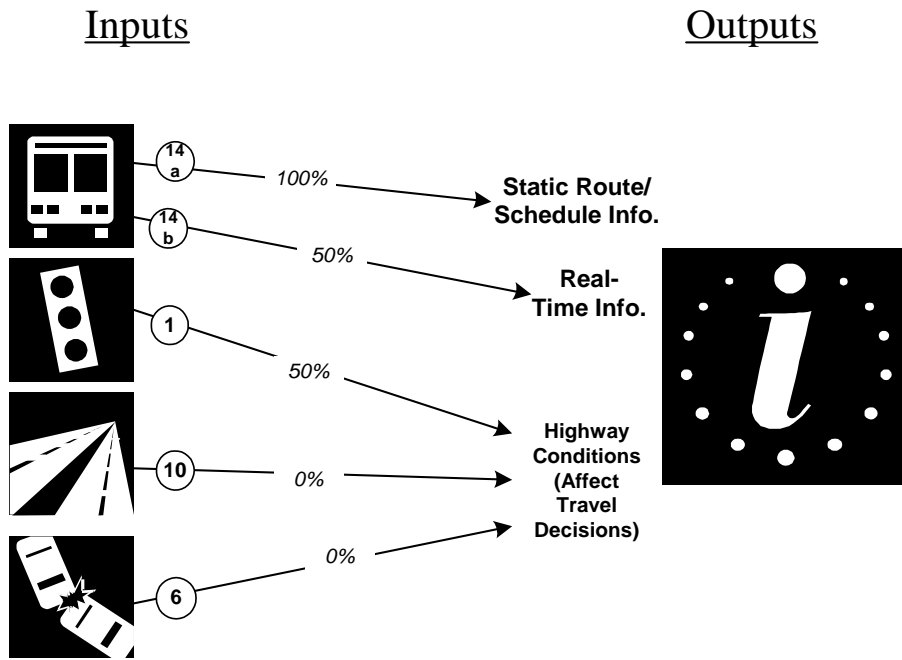 Inputs
Outputs
14
a
100%
Static Route/
Schedule Info.
14
b
50%
Real-
Time Info.
1
50%
Highway
Conditions
(Affect
Travel
Decisions)
10
0%
0%
6
i